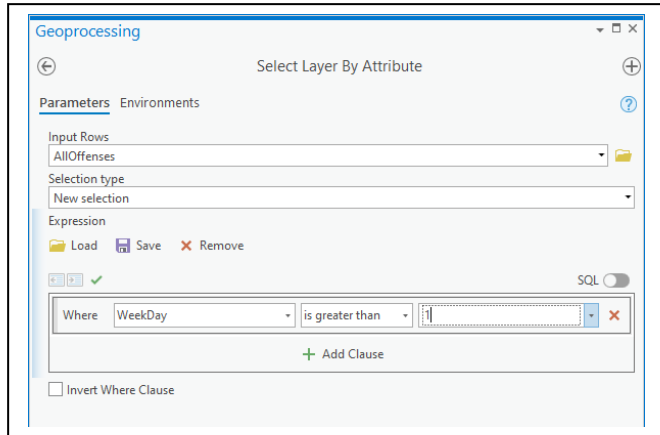 Geoprocessing
Select Layer By Attribute
Parameters Environments
Input Rows
AllOffenses
Selection type
New selection
Expression
Load Save Remove
SQL
Where WeekDay is greater than 1
Add Clause
Invert Where Clause